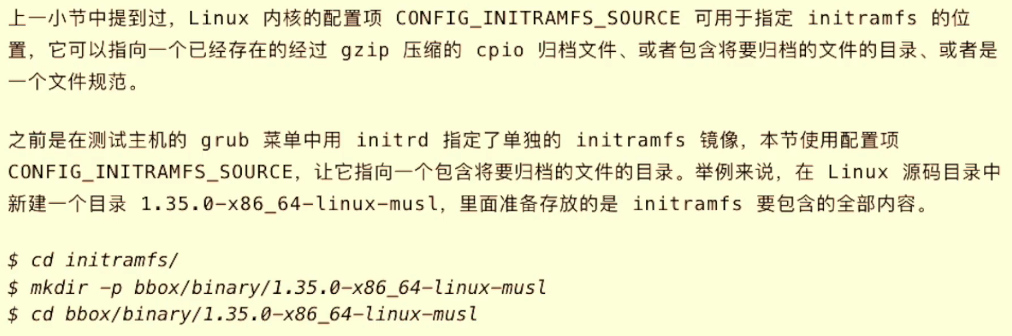 上一小节中提到过，Linux 内核的配置项 CONFIG_INITRAMFS_SOURCE 可用于指定 initramfs 的位
置，它可以指向一个已经存在的经过 gzip 压缩的 cpio 归档文件、或者包含将要归档的文件的目录、或者是
一个文件规范。
之前是在测试主机的 grub 菜单中用 initrd 指定了单独的 initramfs 镜像，本节使用配置项
CONFIG_INITRAMFS_SOURCE，让它指向一个包含将要归档的文件的目录。举例来说，在 Linux 源码目录中
新建一个目录 1.35.0-x86_64-linux-musl，里面准备存放的是 initramfs 要包含的全部内容。
$ cd initramfs/
$ mkdir -p bbox/binary/1.35.0-x86_64-linux-musl
$ cd bbox/binary/1.35.0-x86_64-linux-musl